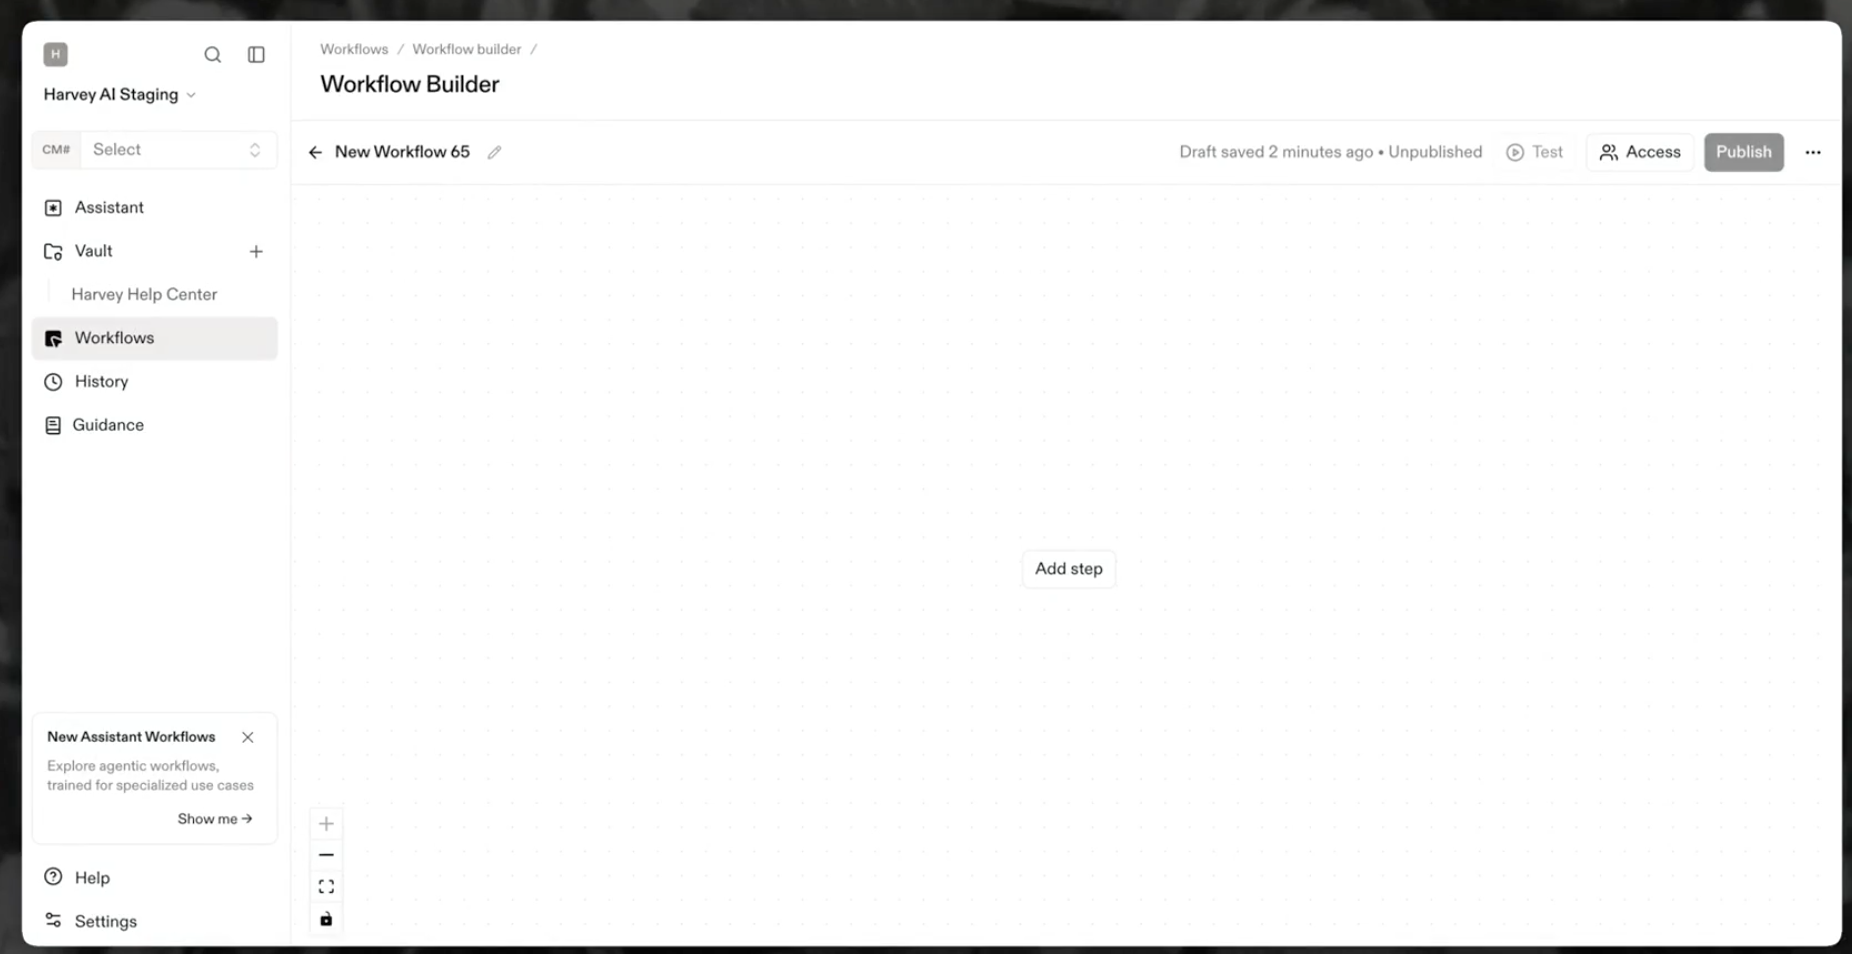 H
Harvey AI Staging
CM# Select
Assistant
Vault
Harvey Help Center
Workflows
History
Guidance
New Assistant Workflows
Explore agentic workflows,
trained for specialized use cases
Show me →
Help
Settings
Workflows / Workflow builder /
Workflow Builder
← New Workflow 65
Draft saved 2 minutes ago • Unpublished
Test
Access
Publish
Add step